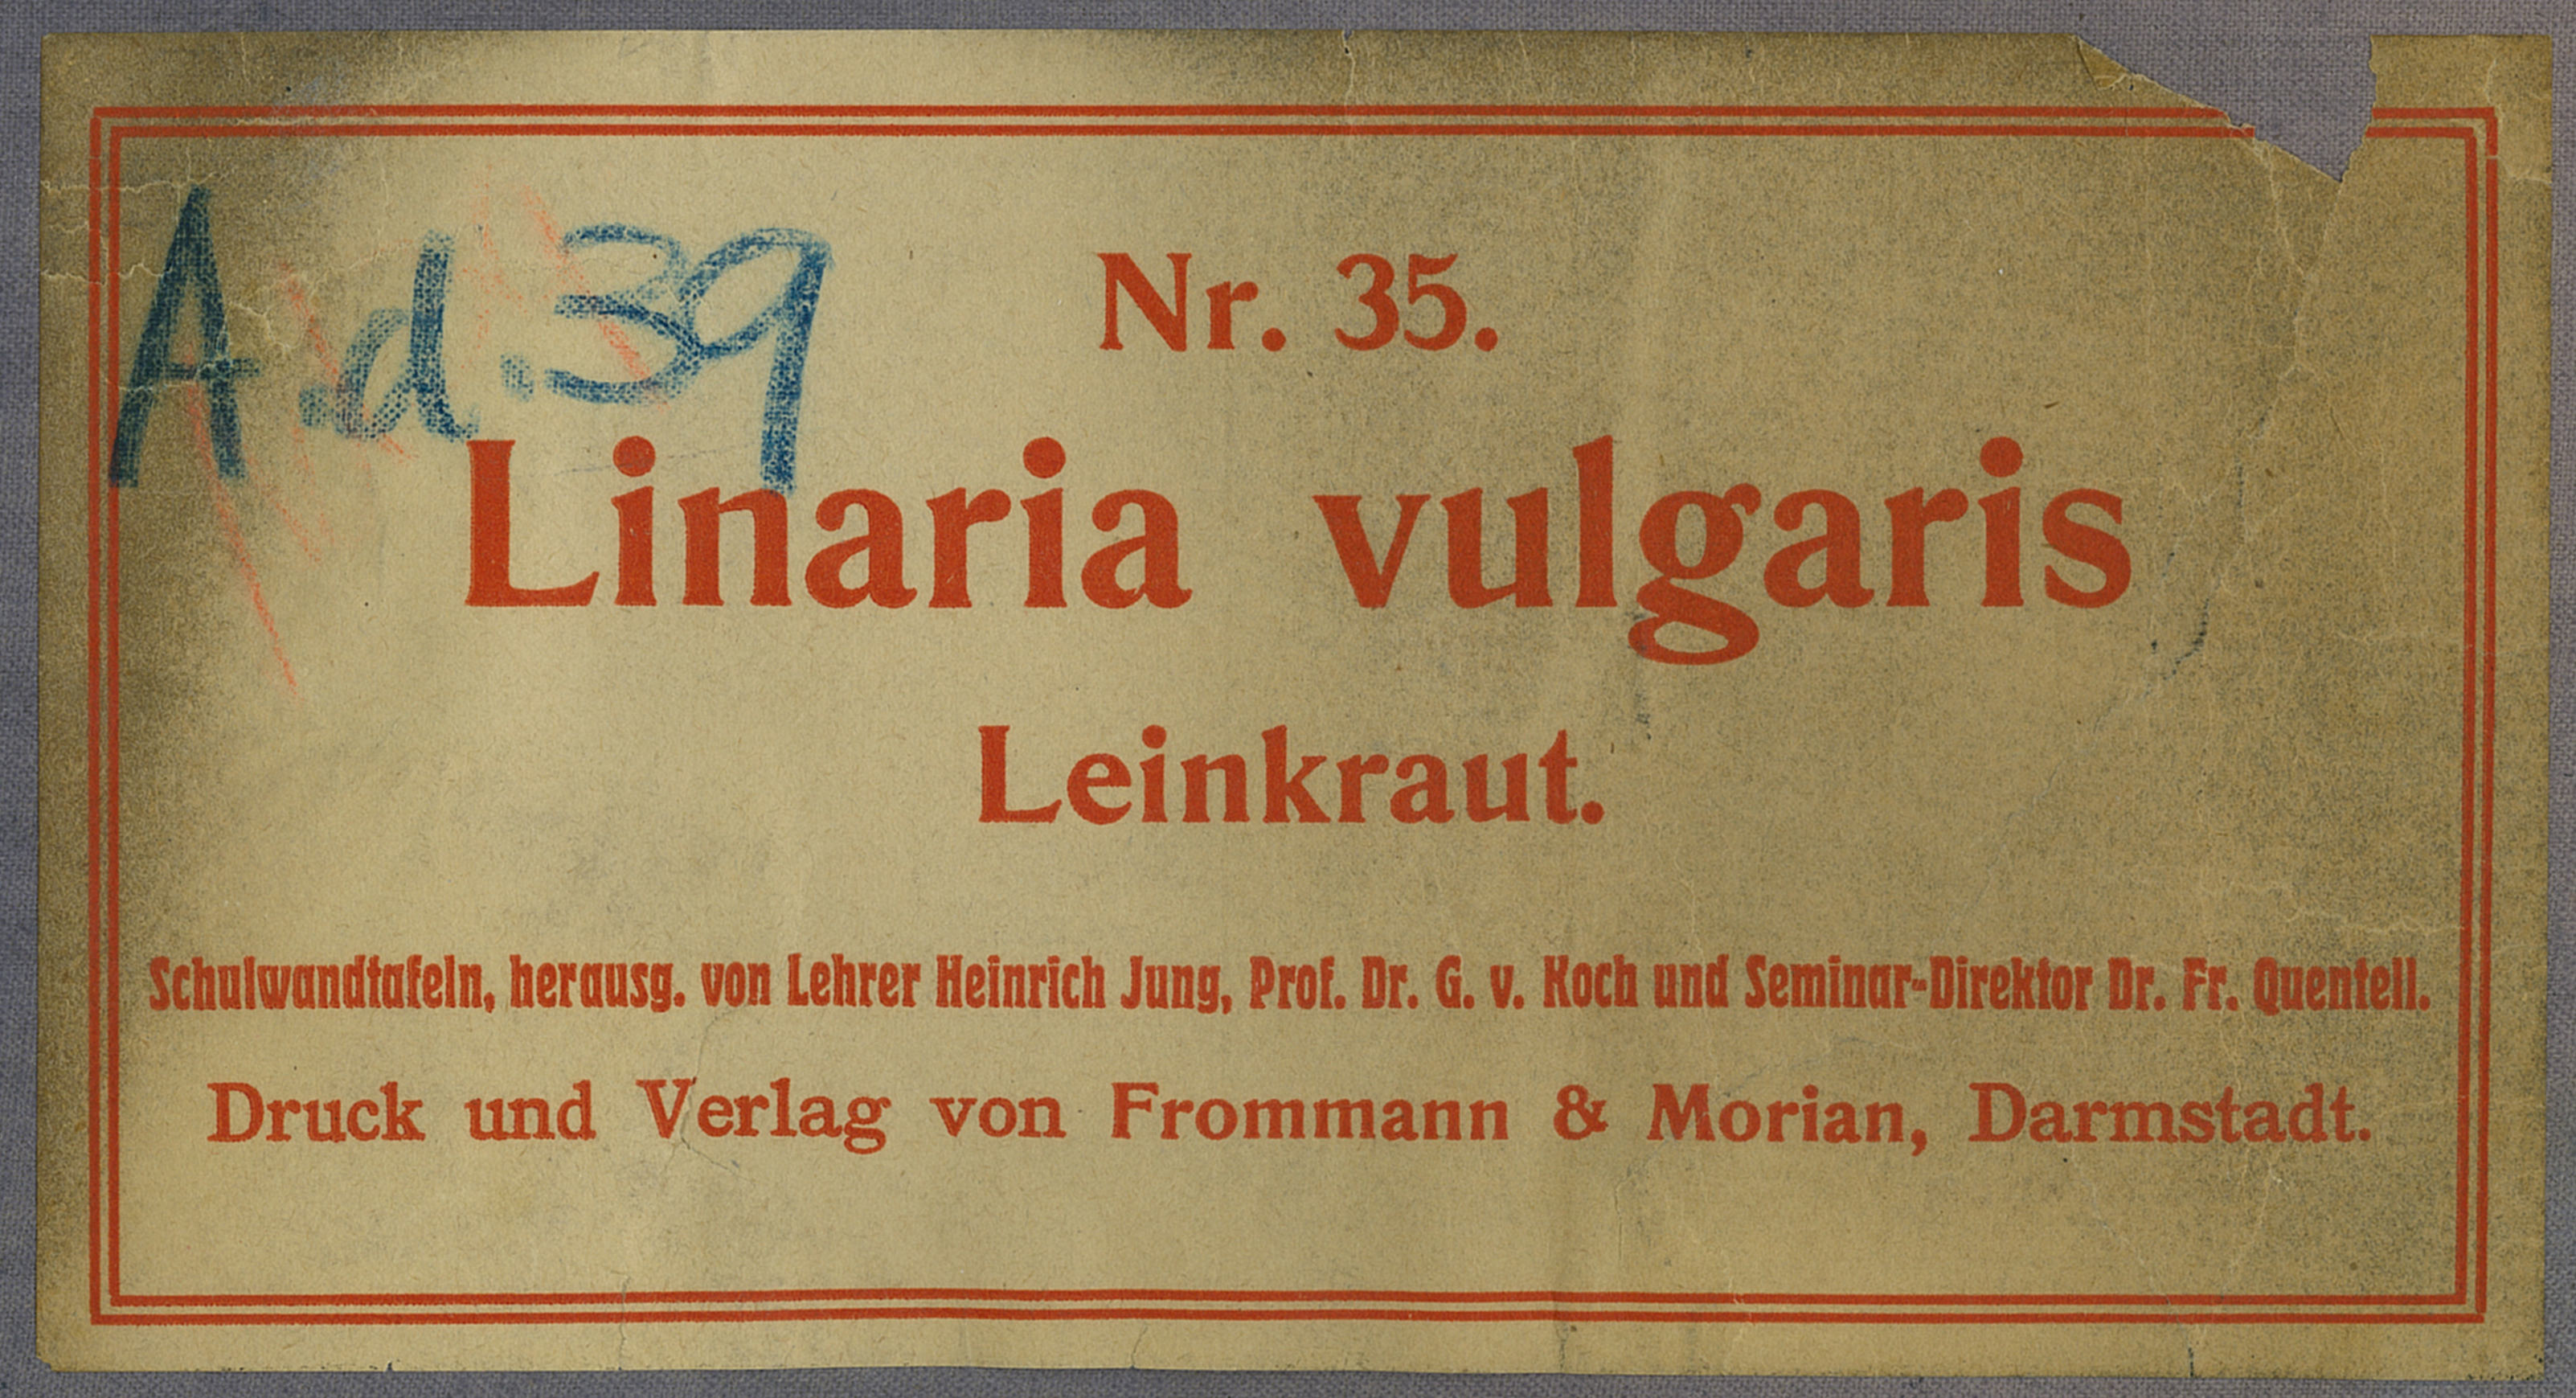 A.d.39
Nr. 35.
Linaria vulgaris
Leinkraut.
Schulwandtafeln, herausg. von Lehrer Heinrich Jung, Prof. Dr. G. v. Koch und Seminar-Direktor Dr. Fr. Quentell.
Druck und Verlag von Frommann & Morian, Darmstadt.